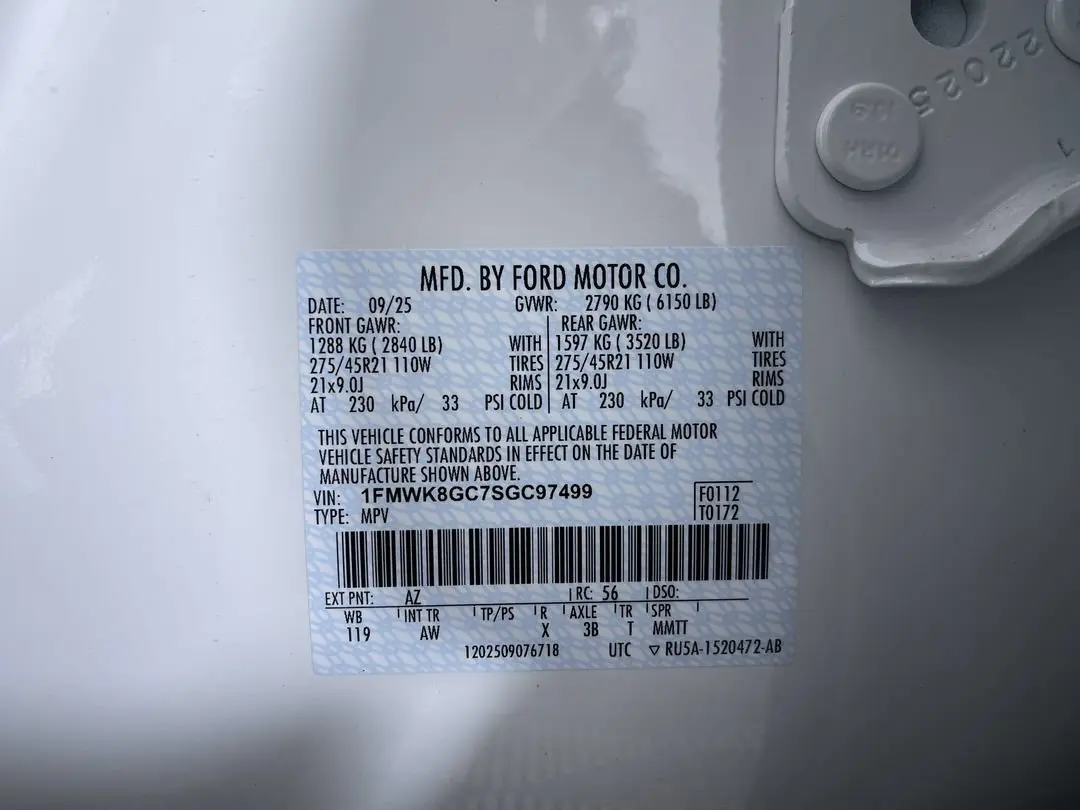 22025
1
MFD. BY FORD MOTOR CO.
DATE: 09/25 GVWR: 2790 KG ( 6150 LB)
FRONT GAWR: REAR GAWR:
1288 KG ( 2840 LB) WITH 1597 KG ( 3520 LB) WITH
275/45R21 110W TIRES 275/45R21 110W TIRES
21x9.0J RIMS 21x9.0J RIMS
AT 230 kPa/ 33 PSI COLD AT 230 kPa/ 33 PSI COLD
THIS VEHICLE CONFORMS TO ALL APPLICABLE FEDERAL MOTOR
VEHICLE SAFETY STANDARDS IN EFFECT ON THE DATE OF
MANUFACTURE SHOWN ABOVE.
VIN: 1FMWK8GC7SGC97499 F0112
TYPE: MPV T0172
EXT PNT: AZ RC: 56 DSO:
WB INT TR TP/PS R AXLE TR SPR
119 AW X 3B T MMTT
1202509076718 UTC ▽ RU5A-1520472-AB